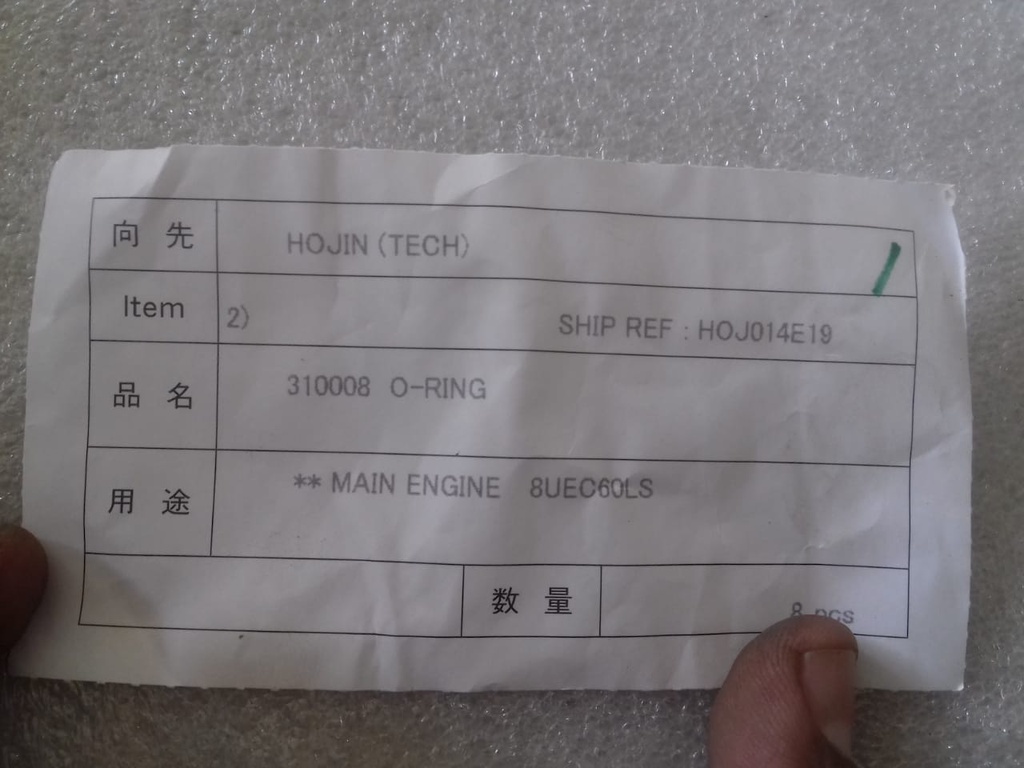 向 先 HOJIN (TECH)
Item 2) SHIP REF : HOJ014E19
品 名 310008 O-RING
用 途 ** MAIN ENGINE 8UEC60LS
数 量 8 pcs